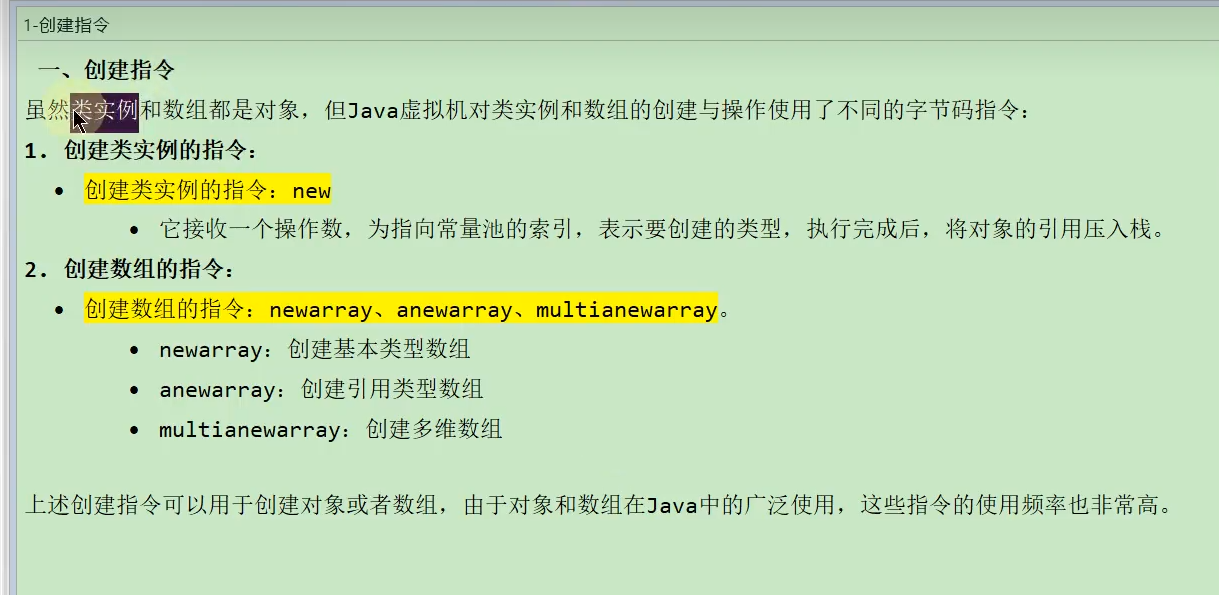 1-创建指令
一、创建指令
虽然类实例和数组都是对象，但Java虚拟机对类实例和数组的创建与操作使用了不同的字节码指令：
1. 创建类实例的指令：
• 创建类实例的指令：new
• 它接收一个操作数，为指向常量池的索引，表示要创建的类型，执行完成后，将对象的引用压入栈。
2. 创建数组的指令：
• 创建数组的指令：newarray、anewarray、multianewarray。
• newarray：创建基本类型数组
• anewarray：创建引用类型数组
• multianewarray：创建多维数组
上述创建指令可以用于创建对象或者数组，由于对象和数组在Java中的广泛使用，这些指令的使用频率也非常高。